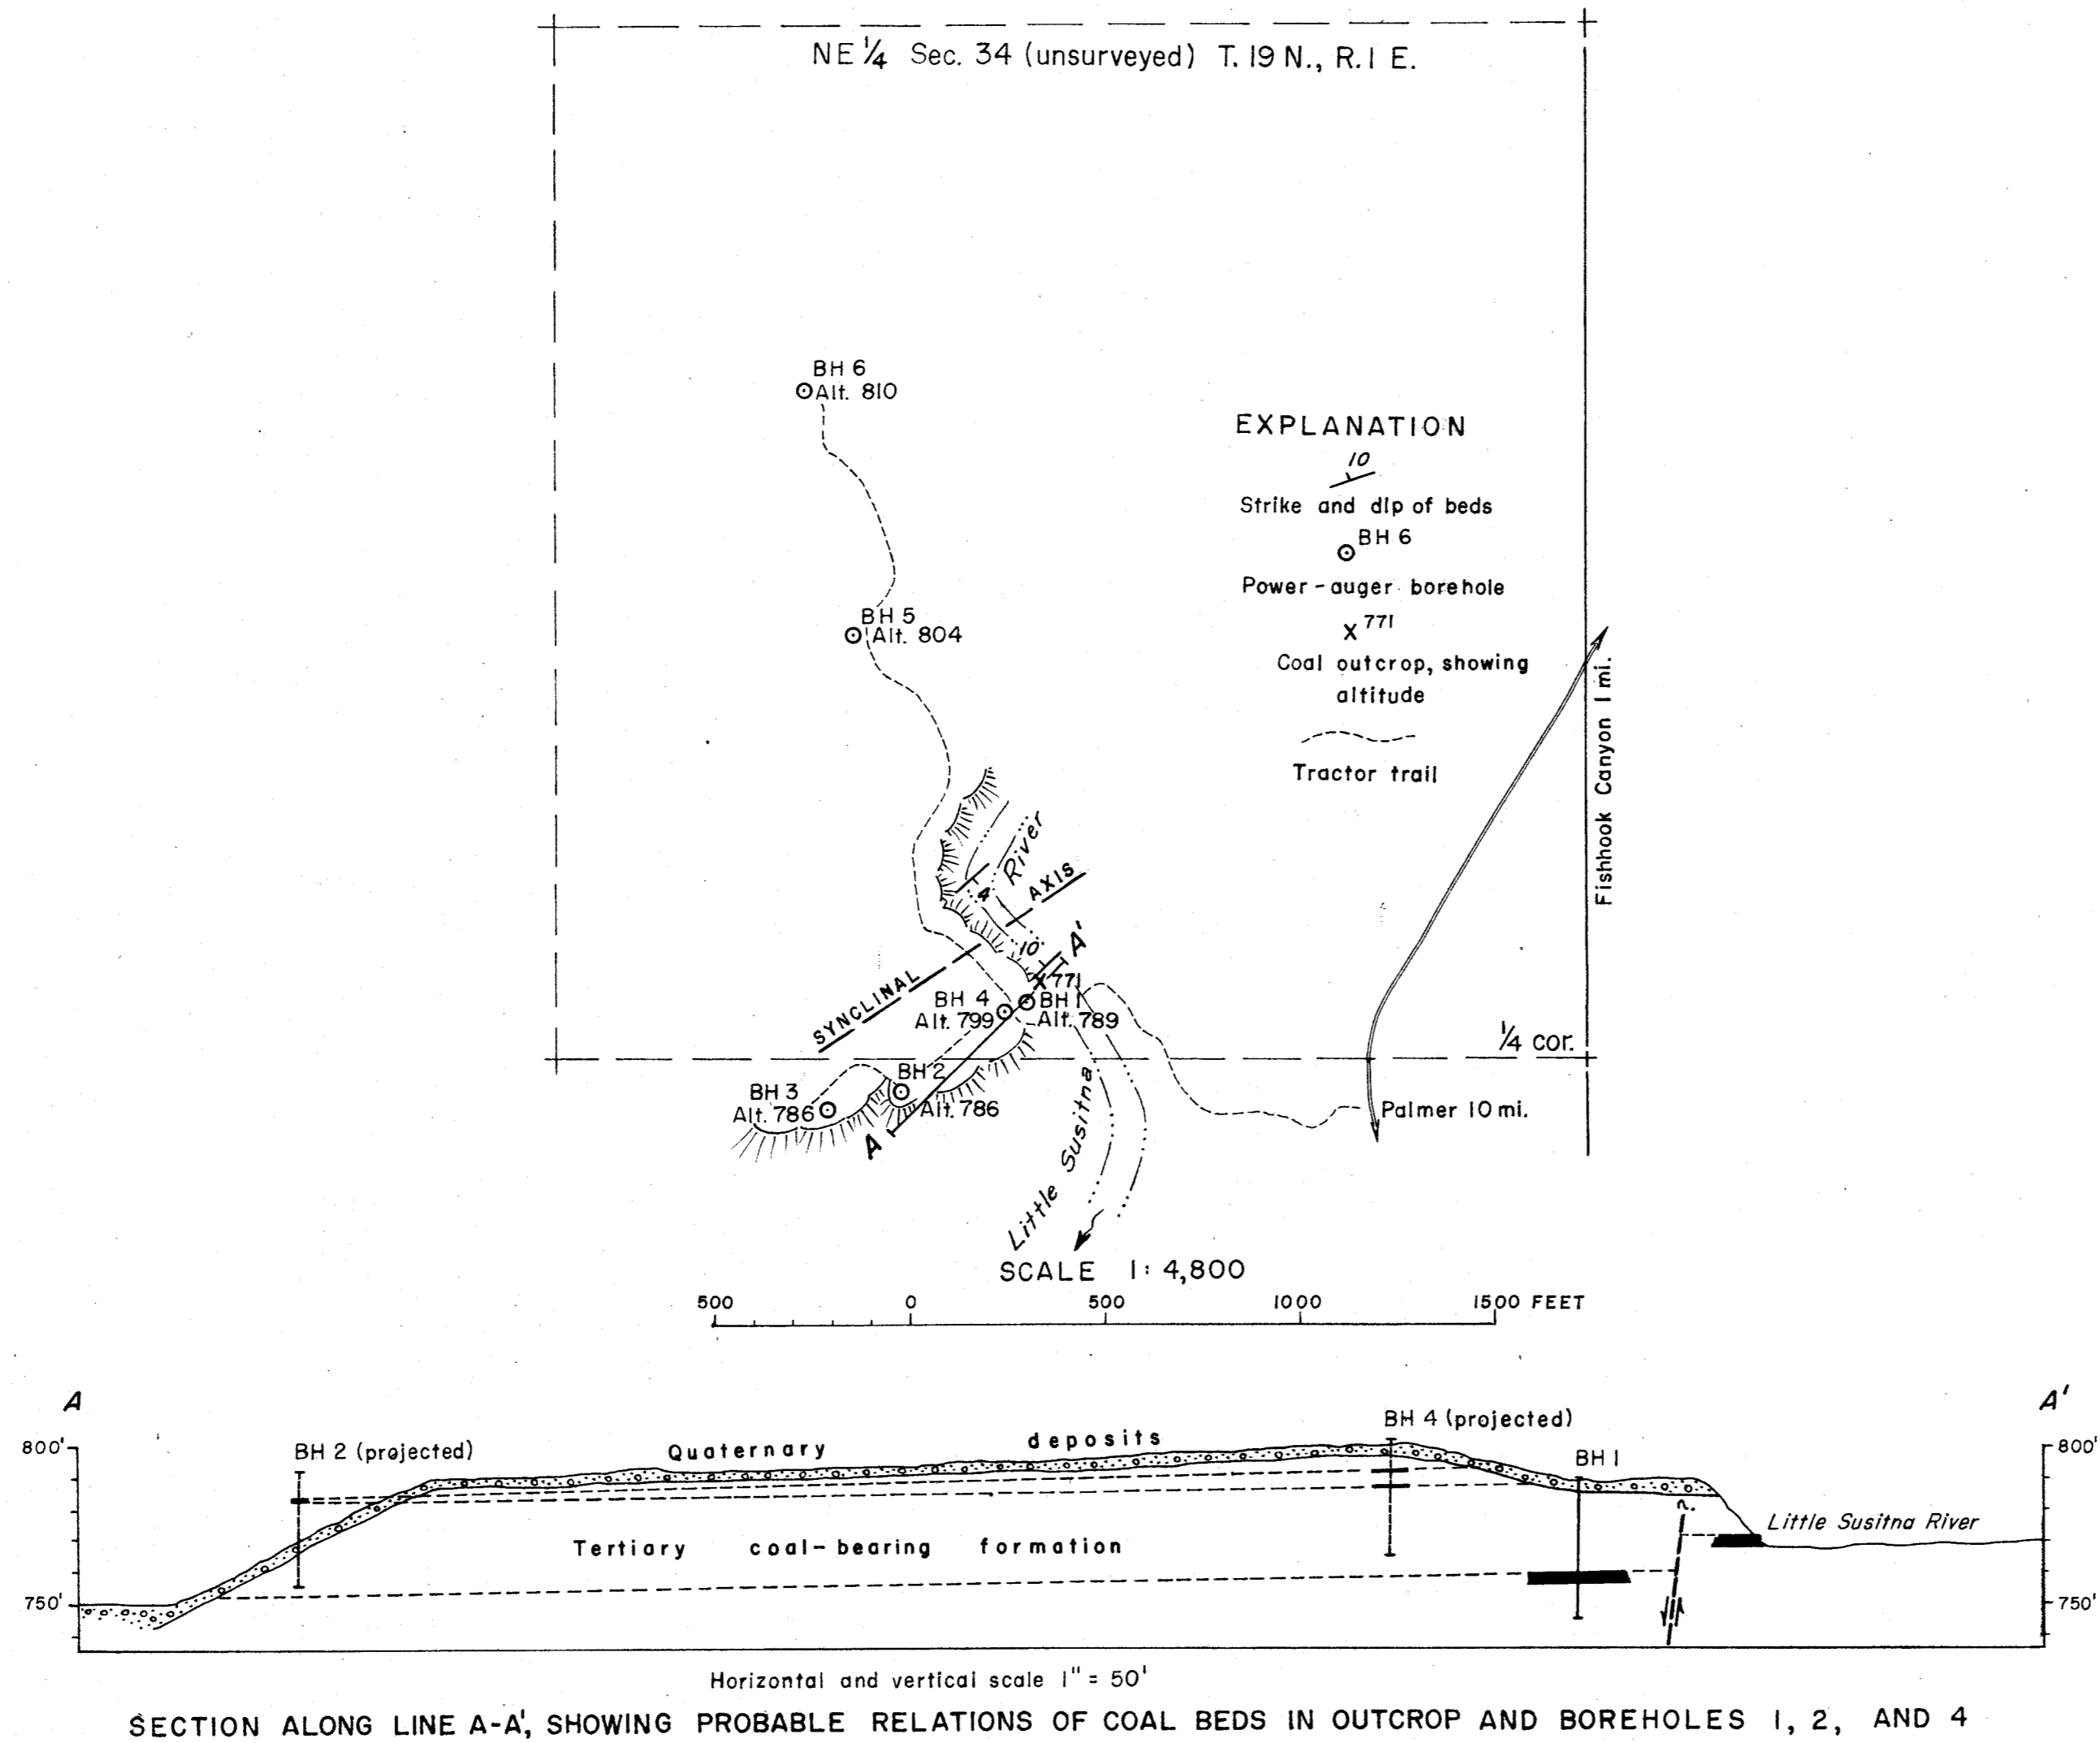 NE 1/4 Sec. 34 (unsurveyed) T. 19 N., R. 1 E.
BH 6
Alt. 810
EXPLANATION
10
Strike and dip of beds
BH 6
Power-auger borehole
X 771
Coal outcrop, showing
altitude
Tractor trail
BH 5
Alt. 804
Fishhook Canyon 1 mi.
River
4
AXIS
10
A'
X 771
SYNCLINAL
BH 4
Alt. 799
BH 1
Alt. 789
1/4 cor.
BH 2
Alt. 786
BH 3
Alt. 786
A
Palmer 10 mi.
Little Susitna
SCALE 1: 4,800
500 0 500 1000 1500 FEET
A
A'
800'
BH 2 (projected)
Quaternary deposits
BH 4 (projected)
BH 1
800'
?
Little Susitna River
Tertiary coal-bearing formation
750'
750'
Horizontal and vertical scale 1" = 50'
SECTION ALONG LINE A-A', SHOWING PROBABLE RELATIONS OF COAL BEDS IN OUTCROP AND BOREHOLES 1, 2, AND 4